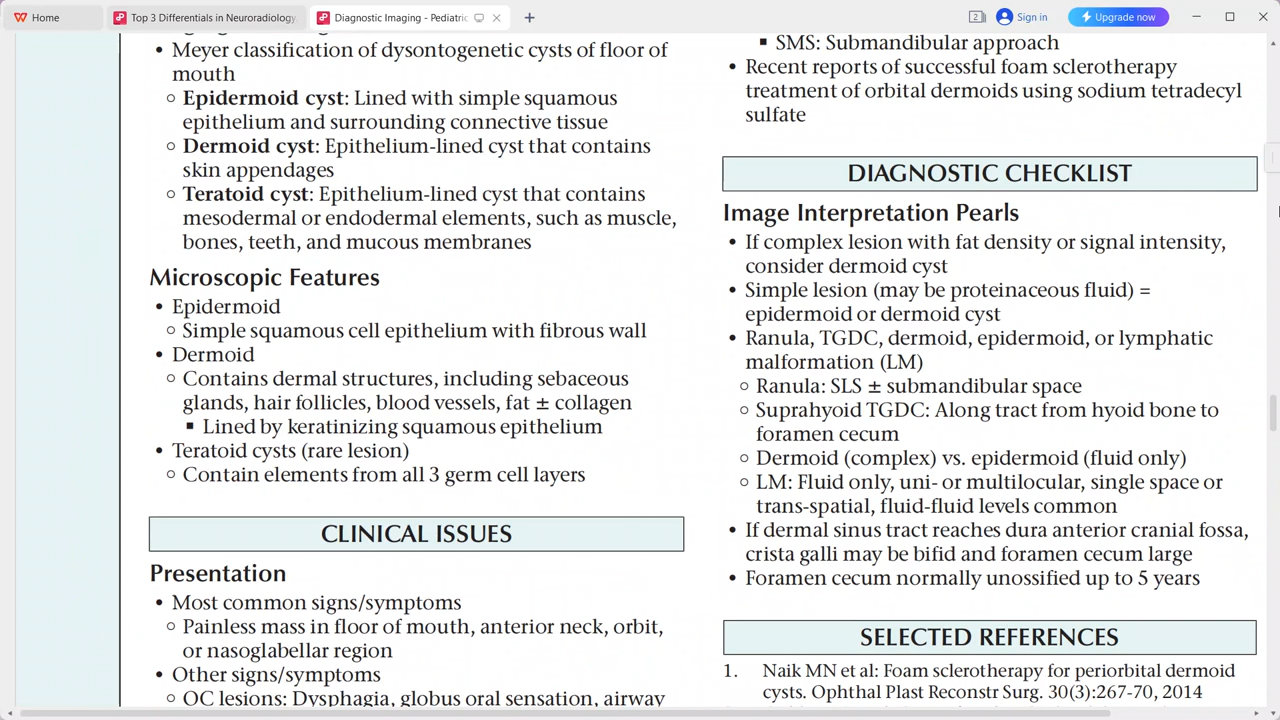 Home
Top 3 Differentials in Neuroradiology.
Diagnostic Imaging - Pediatric
2
Sign in
Upgrade now
• Meyer classification of dysontogenetic cysts of floor of
mouth
○ Epidermoid cyst: Lined with simple squamous
epithelium and surrounding connective tissue
○ Dermoid cyst: Epithelium-lined cyst that contains
skin appendages
○ Teratoid cyst: Epithelium-lined cyst that contains
mesodermal or endodermal elements, such as muscle,
bones, teeth, and mucous membranes
Microscopic Features
• Epidermoid
○ Simple squamous cell epithelium with fibrous wall
• Dermoid
○ Contains dermal structures, including sebaceous
glands, hair follicles, blood vessels, fat ± collagen
▪ Lined by keratinizing squamous epithelium
• Teratoid cysts (rare lesion)
○ Contain elements from all 3 germ cell layers
CLINICAL ISSUES
Presentation
• Most common signs/symptoms
○ Painless mass in floor of mouth, anterior neck, orbit,
or nasoglabellar region
• Other signs/symptoms
○ OC lesions: Dysphagia, globus oral sensation, airway
▪ SMS: Submandibular approach
• Recent reports of successful foam sclerotherapy
treatment of orbital dermoids using sodium tetradecyl
sulfate
DIAGNOSTIC CHECKLIST
Image Interpretation Pearls
• If complex lesion with fat density or signal intensity,
consider dermoid cyst
• Simple lesion (may be proteinaceous fluid) =
epidermoid or dermoid cyst
• Ranula, TGDC, dermoid, epidermoid, or lymphatic
malformation (LM)
○ Ranula: SLS ± submandibular space
○ Suprahyoid TGDC: Along tract from hyoid bone to
foramen cecum
○ Dermoid (complex) vs. epidermoid (fluid only)
○ LM: Fluid only, uni- or multilocular, single space or
trans-spatial, fluid-fluid levels common
• If dermal sinus tract reaches dura anterior cranial fossa,
crista galli may be bifid and foramen cecum large
• Foramen cecum normally unossified up to 5 years
SELECTED REFERENCES
1. Naik MN et al: Foam sclerotherapy for periorbital dermoid
cysts. Ophthal Plast Reconstr Surg. 30(3):267-70, 2014